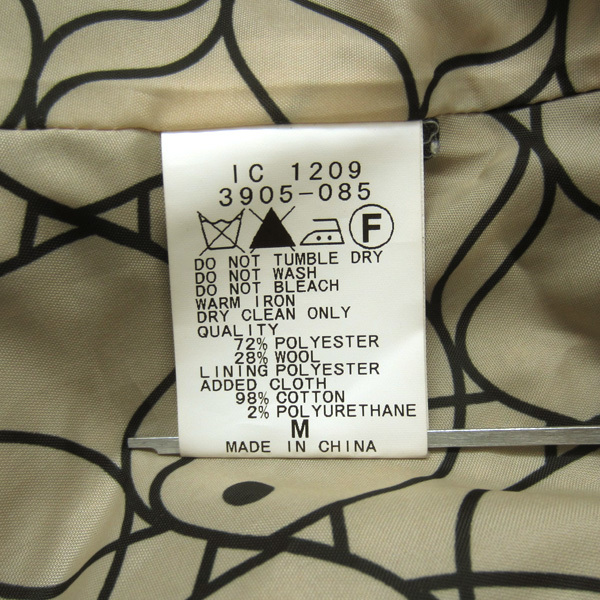 IC 1209
3905-085
F
DO NOT TUMBLE DRY
DO NOT WASH
DO NOT BLEACH
WARM IRON
DRY CLEAN ONLY
QUALITY
72% POLYESTER
28% WOOL
LINING POLYESTER
ADDED CLOTH
98% COTTON
2% POLYURETHANE
M
MADE IN CHINA